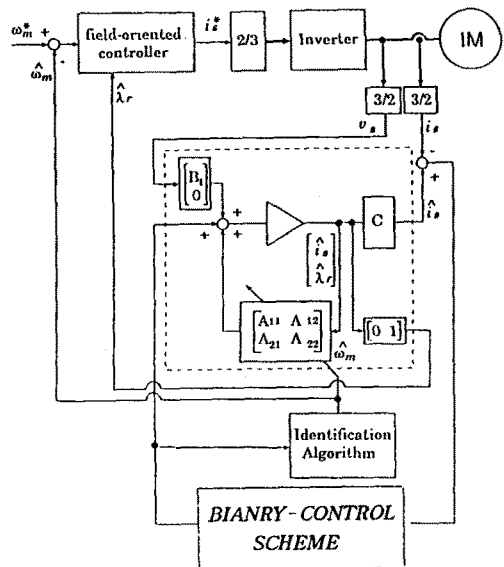 ω*m + field-oriented controller i*s 2/3 Inverter IM
ω̂m -
λ̂r
3/2 3/2
vs is
[B1
0]
-
+
+
+ +
C îs
[îs
λ̂r]
[A11 A12
A21 A22]
ω̂m
[0 1]
Identification
Algorithm
BIANRY-CONTROL
SCHEME